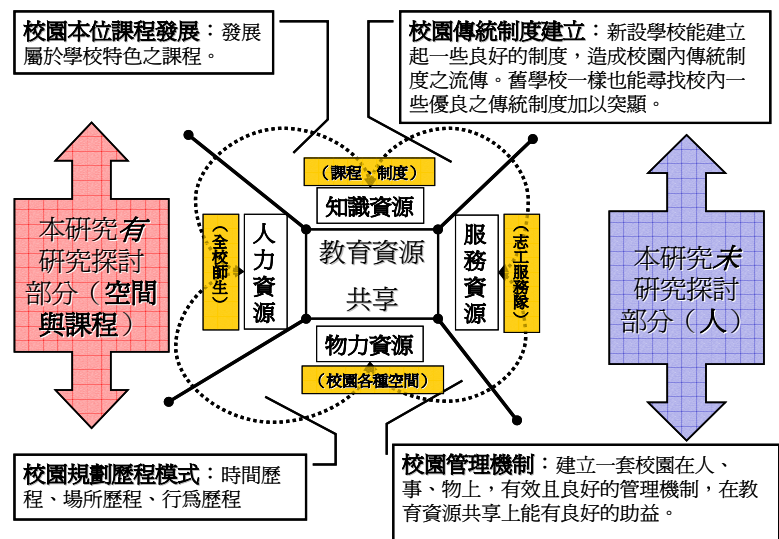 校園本位課程發展：發展
屬於學校特色之課程。
校園傳統制度建立：新設學校能建立
起一些良好的制度，造成校園內傳統制
度之流傳。舊學校一樣也能尋找校內一
些優良之傳統制度加以突顯。
（課程、制度）
知識資源
本研究有
研究探討
部分（空間
與課程）
（全校師生）
人力資源
教育資源
共享
服務資源
（志工服務隊）
本研究未
研究探討
部分（人）
物力資源
（校園各種空間）
校園規劃歷程模式：時間歷
程、場所歷程、行為歷程
校園管理機制：建立一套校園在人、
事、物上，有效且良好的管理機制，在教
育資源共享上能有良好的助益。